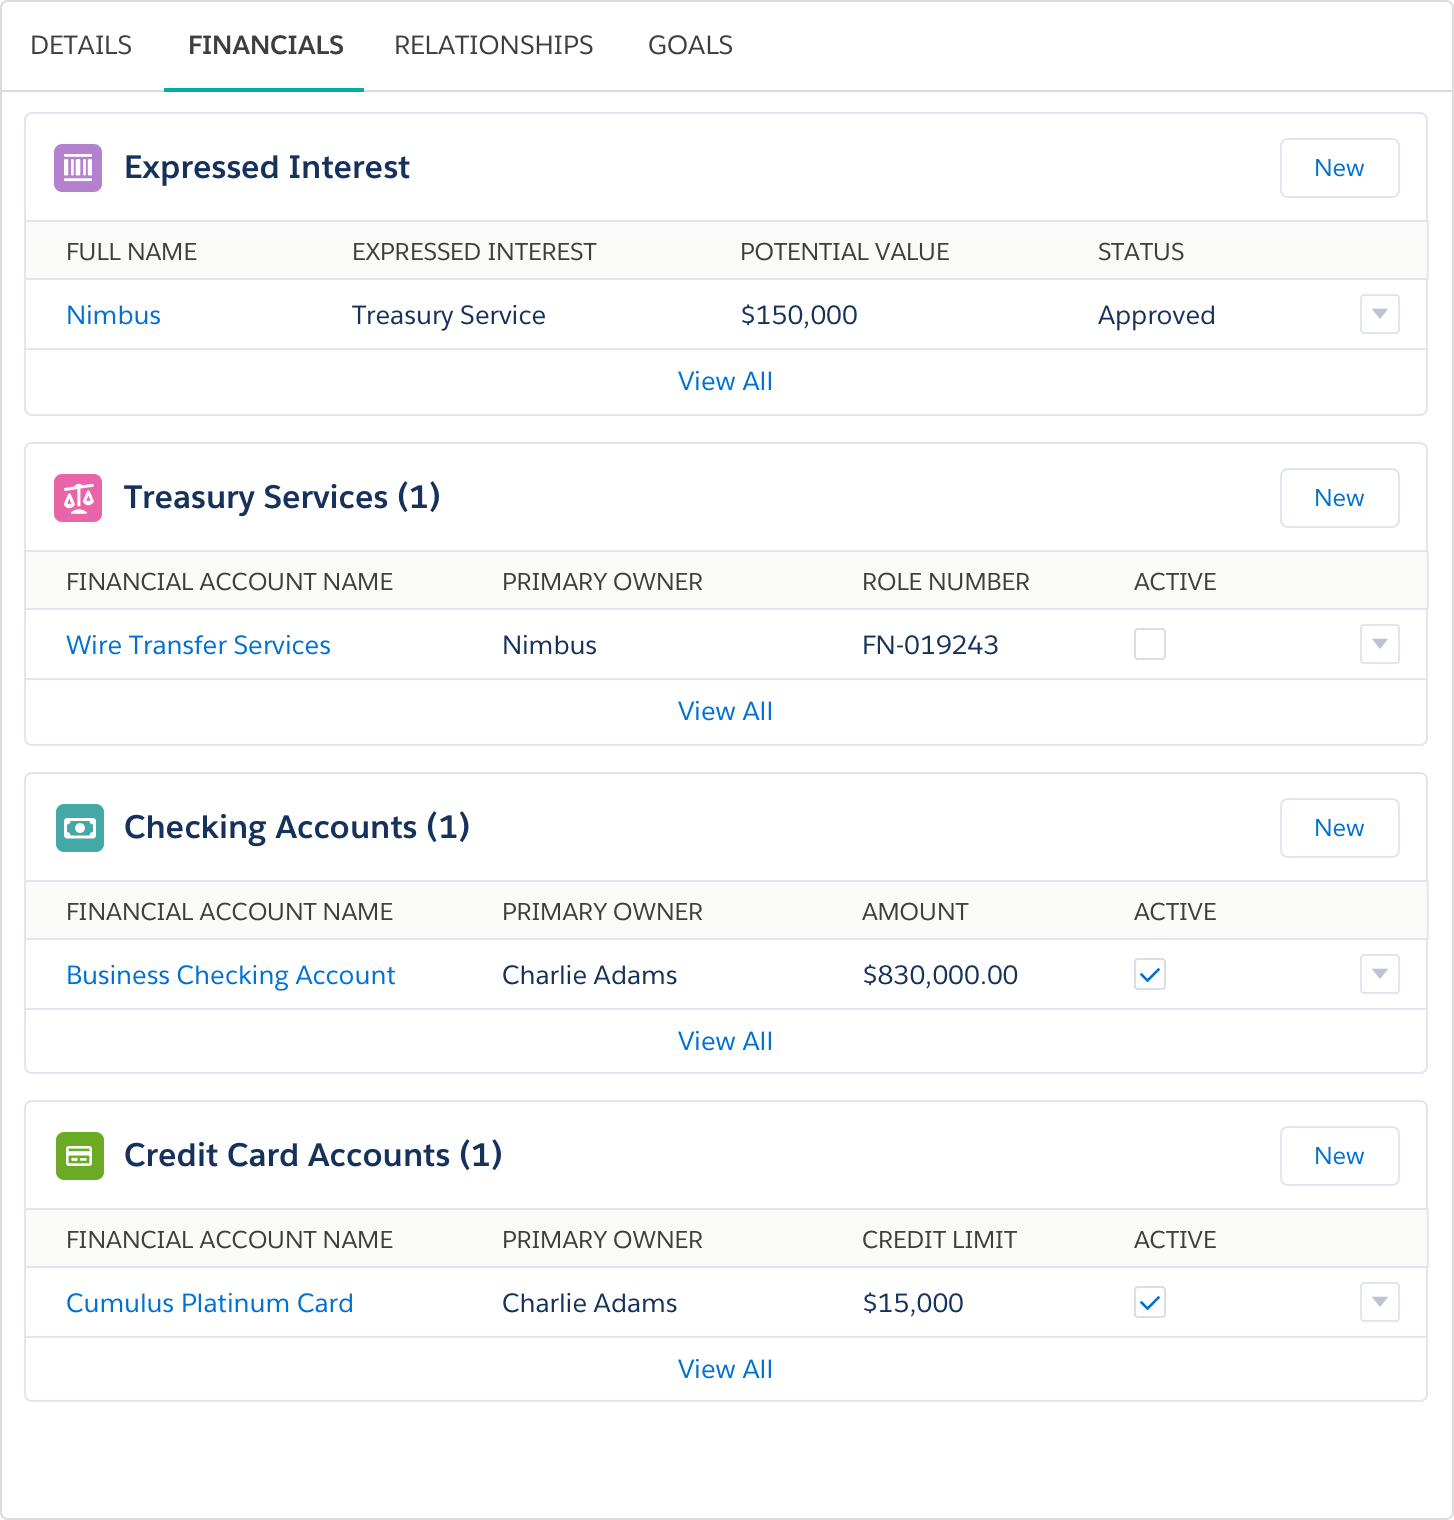 DETAILS FINANCIALS RELATIONSHIPS GOALS
Expressed Interest New
FULL NAME EXPRESSED INTEREST POTENTIAL VALUE STATUS
Nimbus Treasury Service $150,000 Approved
View All
Treasury Services (1) New
FINANCIAL ACCOUNT NAME PRIMARY OWNER ROLE NUMBER ACTIVE
Wire Transfer Services Nimbus FN-019243
View All
Checking Accounts (1) New
FINANCIAL ACCOUNT NAME PRIMARY OWNER AMOUNT ACTIVE
Business Checking Account Charlie Adams $830,000.00
View All
Credit Card Accounts (1) New
FINANCIAL ACCOUNT NAME PRIMARY OWNER CREDIT LIMIT ACTIVE
Cumulus Platinum Card Charlie Adams $15,000
View All